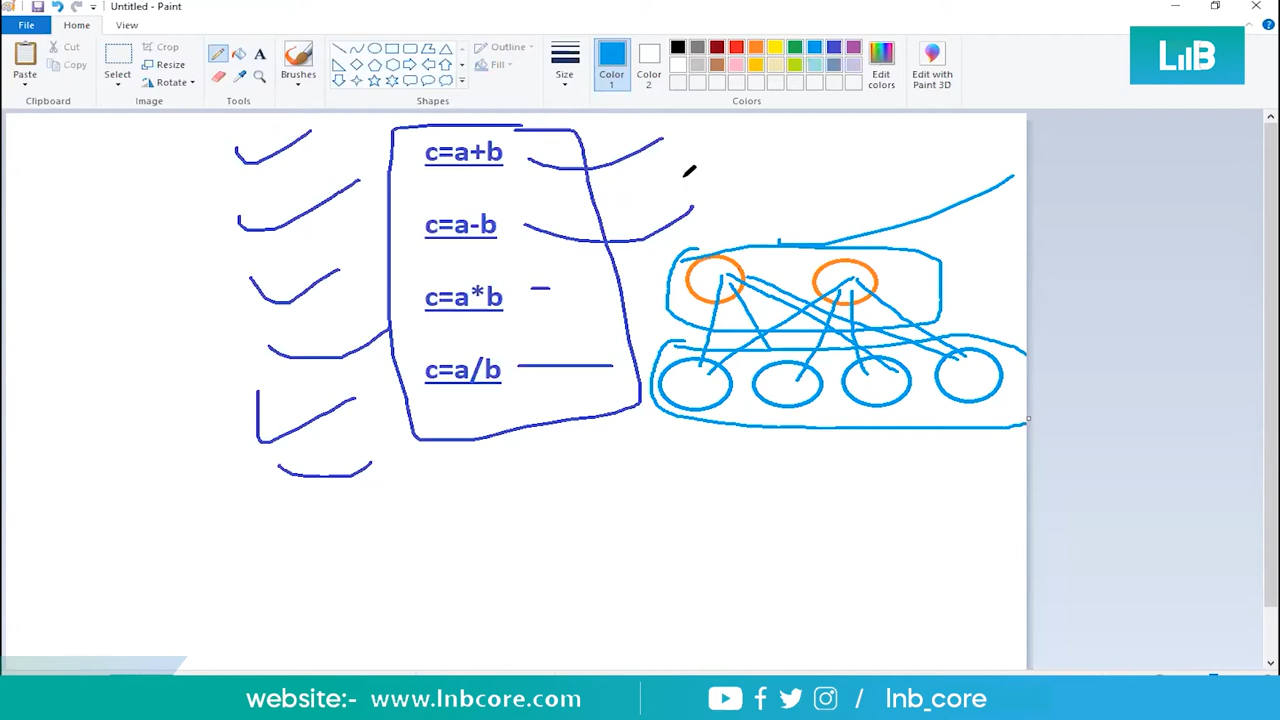 Untitled - Paint
File Home View
Paste
Cut
Copy
Clipboard
Select
Crop
Resize
Rotate
Image
A
Tools
Brushes
Shapes
Outline
Fill
Size
Color 1
Color 2
Edit colors
Colors
Edit with Paint 3D
LnB
c=a+b
c=a-b
c=a*b
c=a/b
website:- www.lnbcore.com
lnb_core